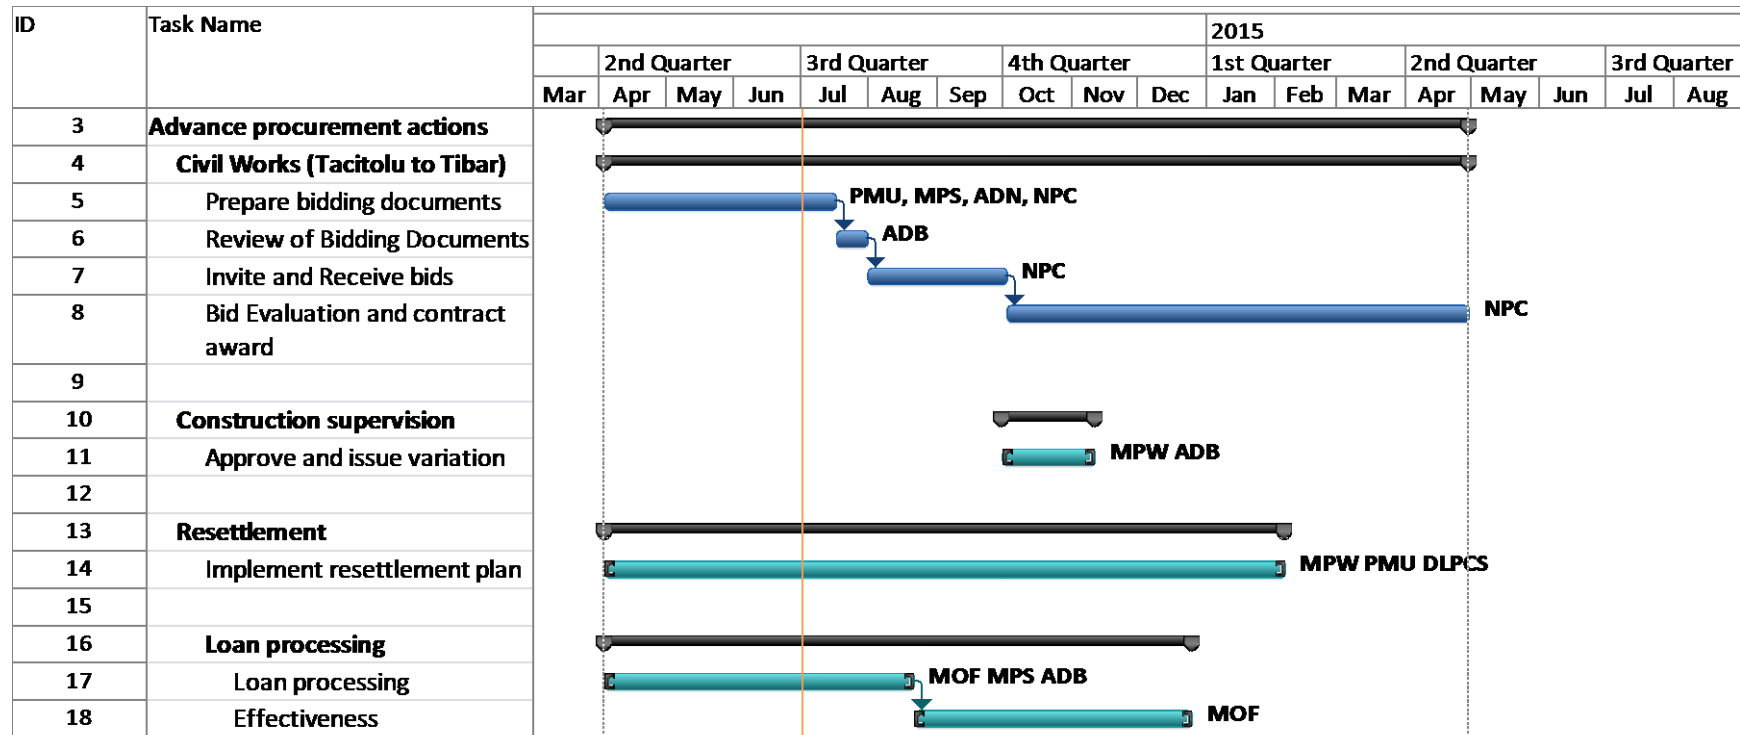 ID Task Name
2015
2nd Quarter 3rd Quarter 4th Quarter 1st Quarter 2nd Quarter 3rd Quarter
Mar Apr May Jun Jul Aug Sep Oct Nov Dec Jan Feb Mar Apr May Jun Jul Aug
3 Advance procurement actions
4 Civil Works (Tacitolu to Tibar)
5 Prepare bidding documents PMU, MPS, ADN, NPC
6 Review of Bidding Documents ADB
7 Invite and Receive bids NPC
8 Bid Evaluation and contract NPC
award
9
10 Construction supervision
11 Approve and issue variation MPW ADB
12
13 Resettlement
14 Implement resettlement plan MPW PMU DLPCS
15
16 Loan processing
17 Loan processing MOF MPS ADB
18 Effectiveness MOF